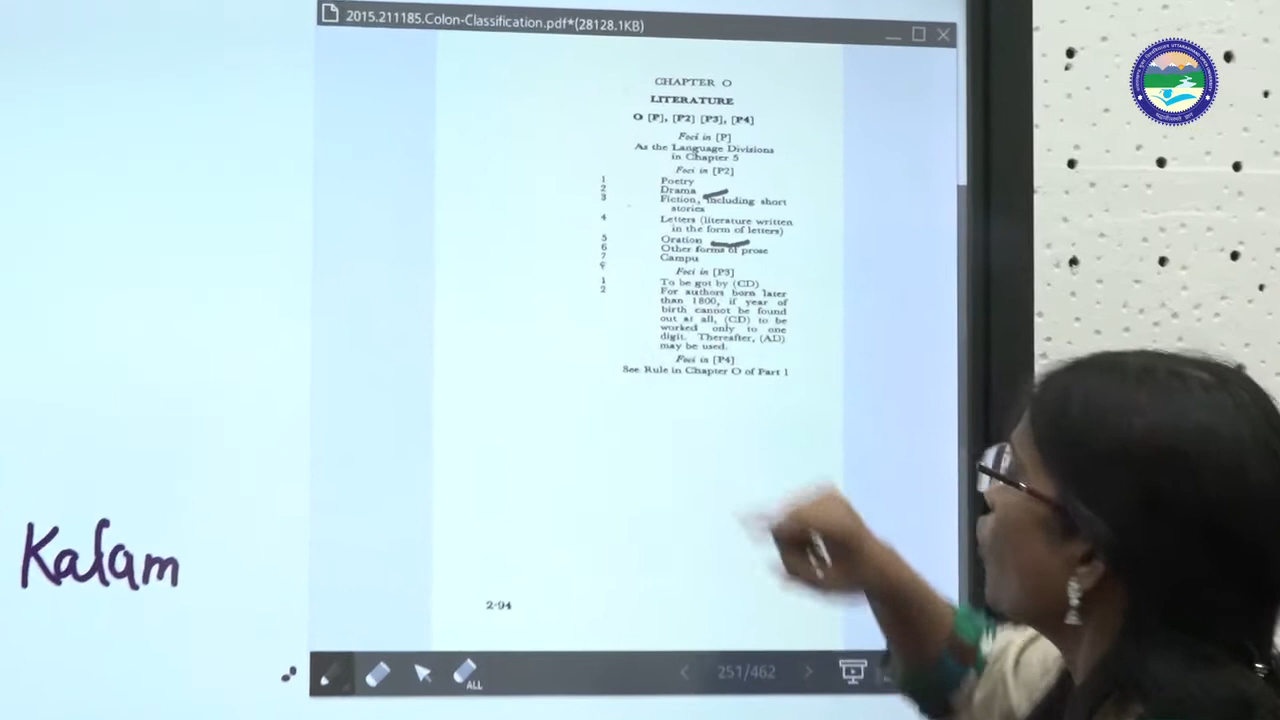 2015.211185.Colon-Classification.pdf*(28128.1KB)
CHAPTER O
LITERATURE
O [P], [P2] [P3], [P4]
Foci in [P]
As the Language Divisions
in Chapter 5
Foci in [P2]
1 Poetry
2 Drama
3 Fiction, including short
stories
4 Letters (literature written
in the form of letters)
5 Oration
6 Other forms of prose
7 Campu
Foci in [P3]
1 To be got by (CD)
2 For authors born later
than 1800, if year of
birth cannot be found
out at all, (CD) to be
worked only to one
digit. Thereafter, (AD)
may be used.
Foci in [P4]
See Rule in Chapter O of Part 1
Kalam
2·94
ALL
251/462